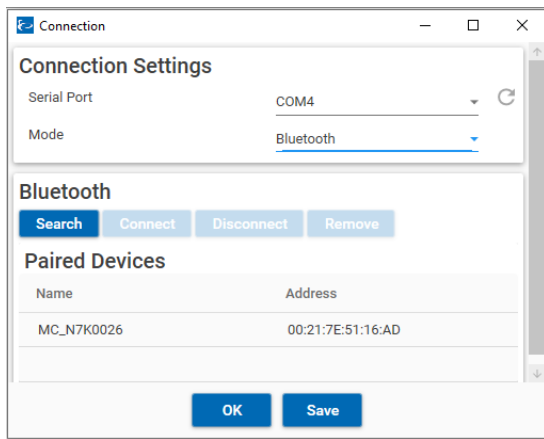 Connection
Connection Settings
Serial Port COM4
Mode Bluetooth
Bluetooth
Search Connect Disconnect Remove
Paired Devices
Name Address
MC_N7K0026 00:21:7E:51:16:AD
OK Save